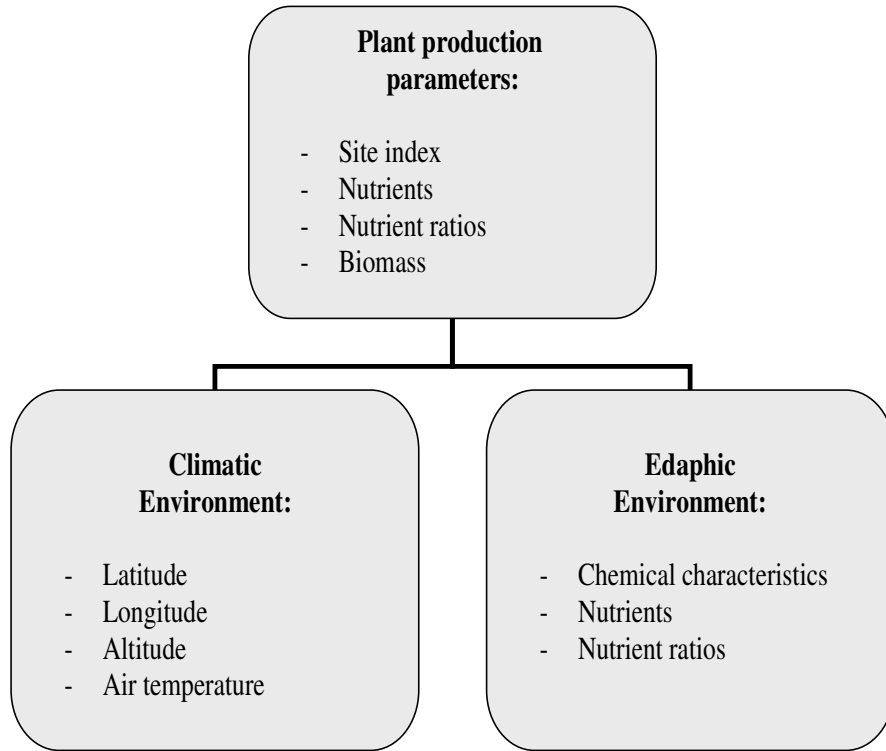 Plant production
parameters:
- Site index
- Nutrients
- Nutrient ratios
- Biomass
Climatic
Environment:
- Latitude
- Longitude
- Altitude
- Air temperature
Edaphic
Environment:
- Chemical characteristics
- Nutrients
- Nutrient ratios